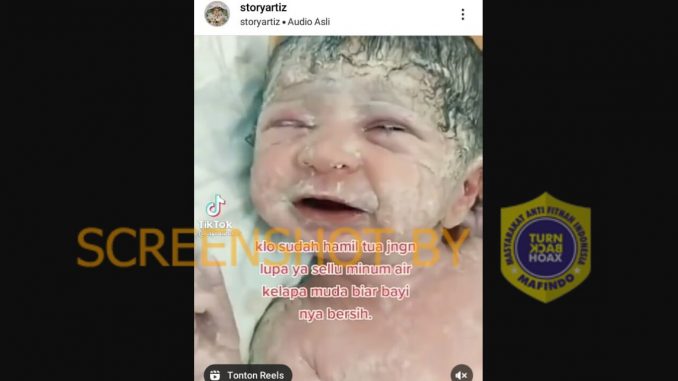 storyartiz
storyartiz • Audio Asli
TikTok
SCREENSHOT BY
klo sudah hamil tua jngn
lupa ya sellu minum air
kelapa muda biar bayi
nya bersih.
MASYARAKAT ANTI FITNAH INDONESIA
TURN
BACK
HOAX
MAFINDO
Tonton Reels